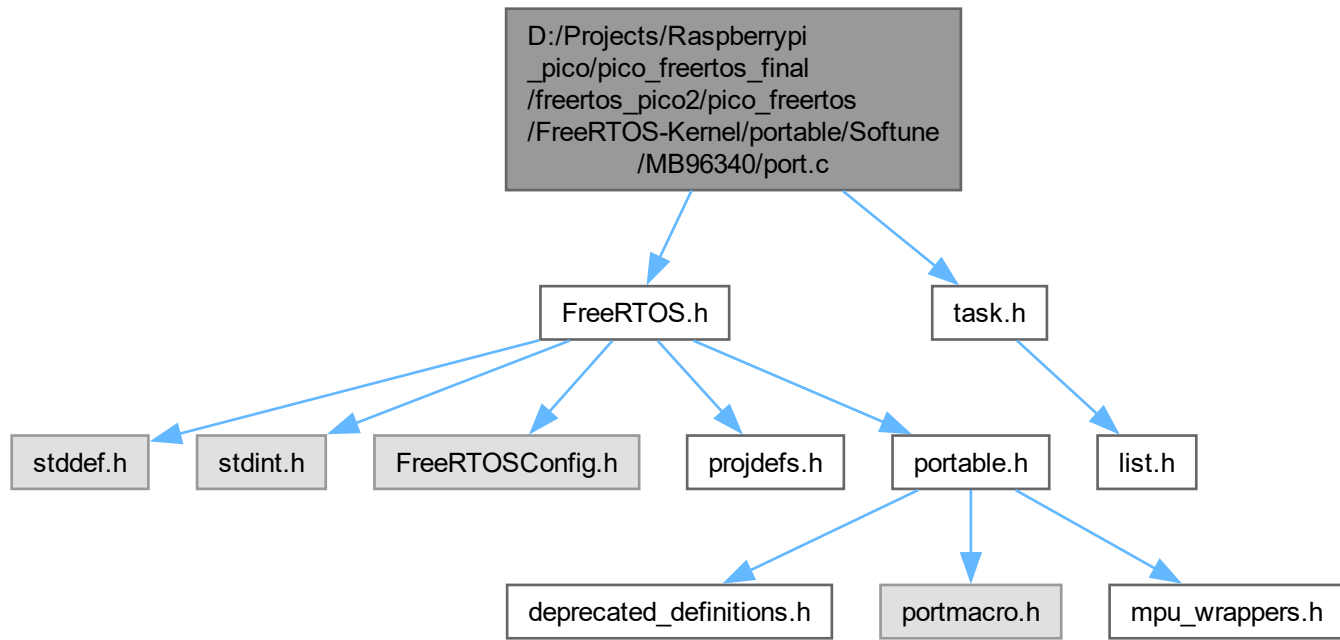 D:/Projects/Raspberrypi
_pico/pico_freertos_final
/freertos_pico2/pico_freertos
/FreeRTOS-Kernel/portable/Softune
/MB96340/port.c
FreeRTOS.h
task.h
stddef.h
stdint.h
FreeRTOSConfig.h
projdefs.h
portable.h
list.h
deprecated_definitions.h
portmacro.h
mpu_wrappers.h